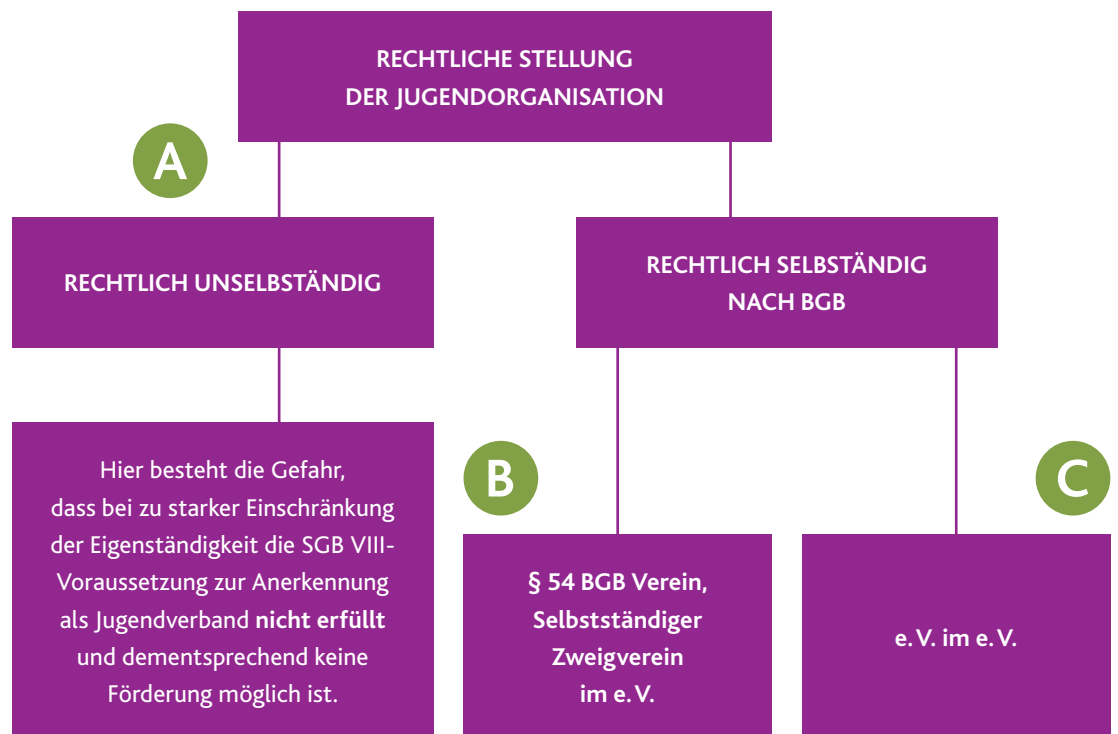 RECHTLICHE STELLUNG
DER JUGENDORGANISATION
A
RECHTLICH UNSELBSTÄNDIG
RECHTLICH SELBSTÄNDIG
NACH BGB
Hier besteht die Gefahr,
dass bei zu starker Einschränkung
der Eigenständigkeit die SGB VIII-
Voraussetzung zur Anerkennung
als Jugendverband nicht erfüllt
und dementsprechend keine
Förderung möglich ist.
B
§ 54 BGB Verein,
Selbstständiger
Zweigverein
im e. V.
C
e. V. im e. V.